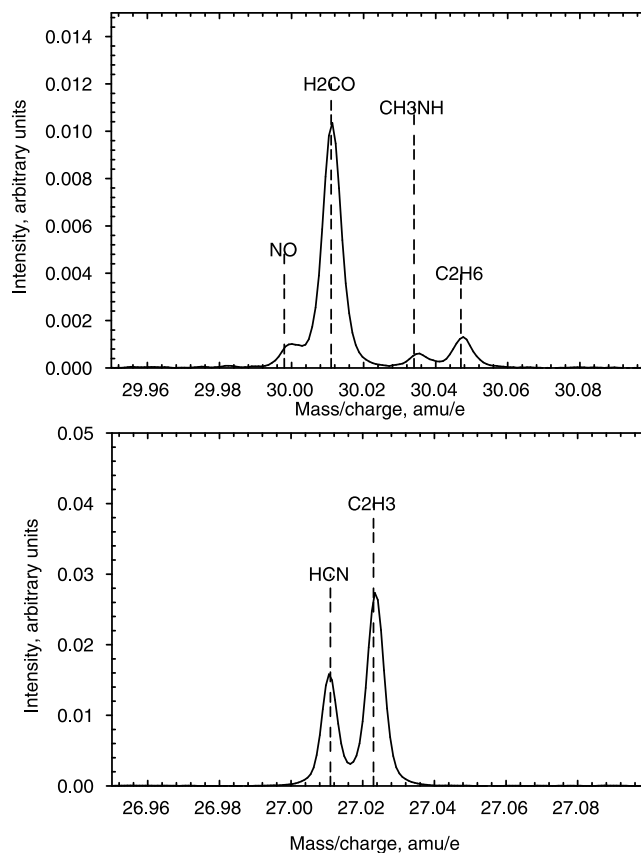 0.014
H2CO
0.012
CH3NH
0.010
0.008
NO
0.006
C2H6
0.004
0.002
0.000
Intensity, arbitrary units
29.96 29.98 30.00 30.02 30.04 30.06 30.08
Mass/charge, amu/e
0.05
C2H3
0.04
HCN
0.03
0.02
0.01
0.00
Intensity, arbitrary units
26.96 26.98 27.00 27.02 27.04 27.06 27.08
Mass/charge, amu/e